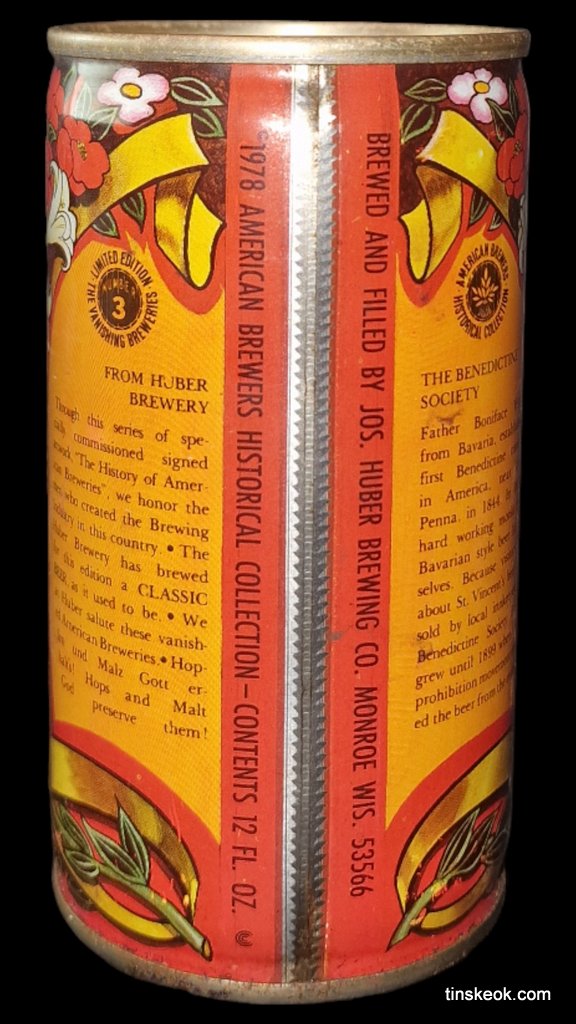 LIMITED EDITION
NUMBER
3
THE VANISHING BREWERIES
FROM HUBER
BREWERY
Through this series of spe-
cially commissioned signed
artwork, "The History of Amer-
ican Breweries", we honor the
who created the Brewing
Industry in this country. • The
Huber Brewery has brewed
this edition a CLASSIC
BEER as it used to be. • We
at Huber salute these vanish-
American Breweries. • Hop-
und Malz Gott er-
Hops and Malt
God preserve them!
©1978 AMERICAN BREWERS HISTORICAL COLLECTION – CONTENTS 12 FL. OZ.
BREWED AND FILLED BY JOS. HUBER BREWING CO. MONROE WIS. 53566
AMERICAN BREWERS
HISTORICAL COLLECTION
THE BENEDICTINE
SOCIETY
Father Boniface
from Bavaria,
first Benedictine
in America,
Penna. in 1844.
hard working
Bavarian style
selves. Because
about St. Vincent's
sold by local
Benedictine Society
grew until 1899
prohibition
ed the beer from the
tinskeok.com